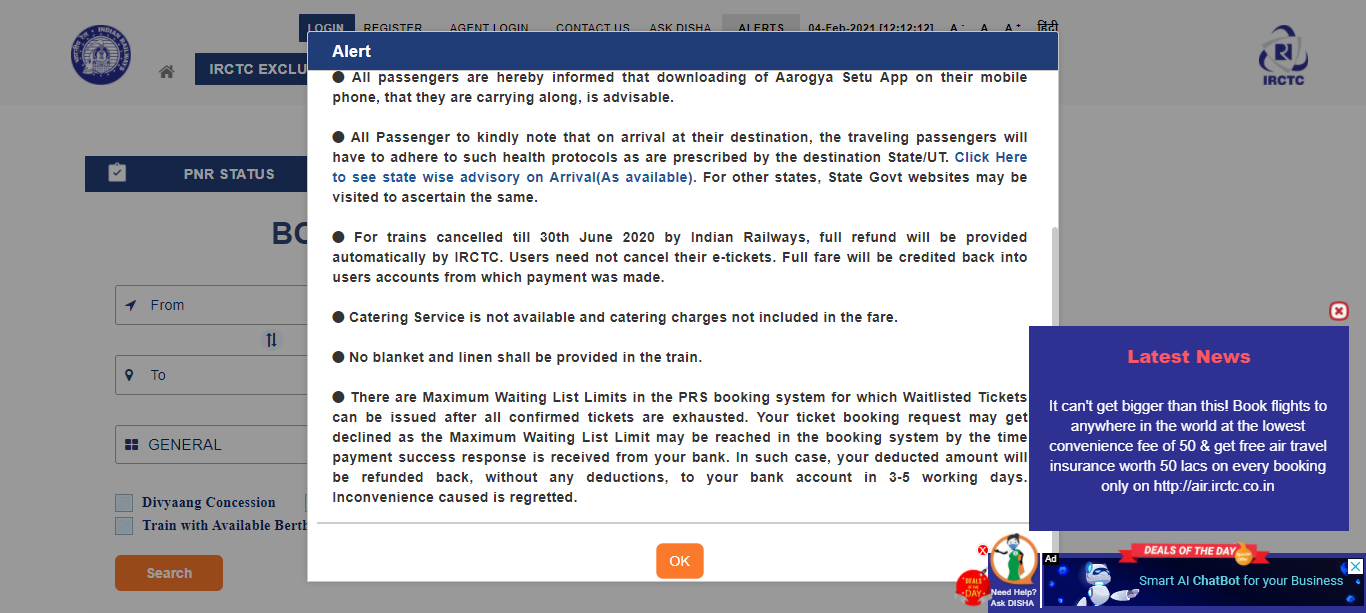 LOGIN REGISTER AGENT LOGIN CONTACT US ASK DISHA ALERTS 04-Feb-2021 [12:12:12] A - A A + हिंदी
IRCTC EXCLU
IRCTC
Alert
● All passengers are hereby informed that downloading of Aarogya Setu App on their mobile
phone, that they are carrying along, is advisable.
● All Passenger to kindly note that on arrival at their destination, the traveling passengers will
have to adhere to such health protocols as are prescribed by the destination State/UT. Click Here
to see state wise advisory on Arrival(As available). For other states, State Govt websites may be
visited to ascertain the same.
● For trains cancelled till 30th June 2020 by Indian Railways, full refund will be provided
automatically by IRCTC. Users need not cancel their e-tickets. Full fare will be credited back into
users accounts from which payment was made.
● Catering Service is not available and catering charges not included in the fare.
● No blanket and linen shall be provided in the train.
● There are Maximum Waiting List Limits in the PRS booking system for which Waitlisted Tickets
can be issued after all confirmed tickets are exhausted. Your ticket booking request may get
declined as the Maximum Waiting List Limit may be reached in the booking system by the time
payment success response is received from your bank. In such case, your deducted amount will
be refunded back, without any deductions, to your bank account in 3-5 working days.
Inconvenience caused is regretted.
OK
PNR STATUS
BO
From
To
GENERAL
Divyaang Concession
Train with Available Berth
Search
Latest News
It can't get bigger than this! Book flights to
anywhere in the world at the lowest
convenience fee of 50 & get free air travel
insurance worth 50 lacs on every booking
only on http://air.irctc.co.in
DEALS OF THE DAY
DEALS
OF THE
DAY
Need Help?
Ask DISHA
Ad
Smart AI ChatBot for your Business